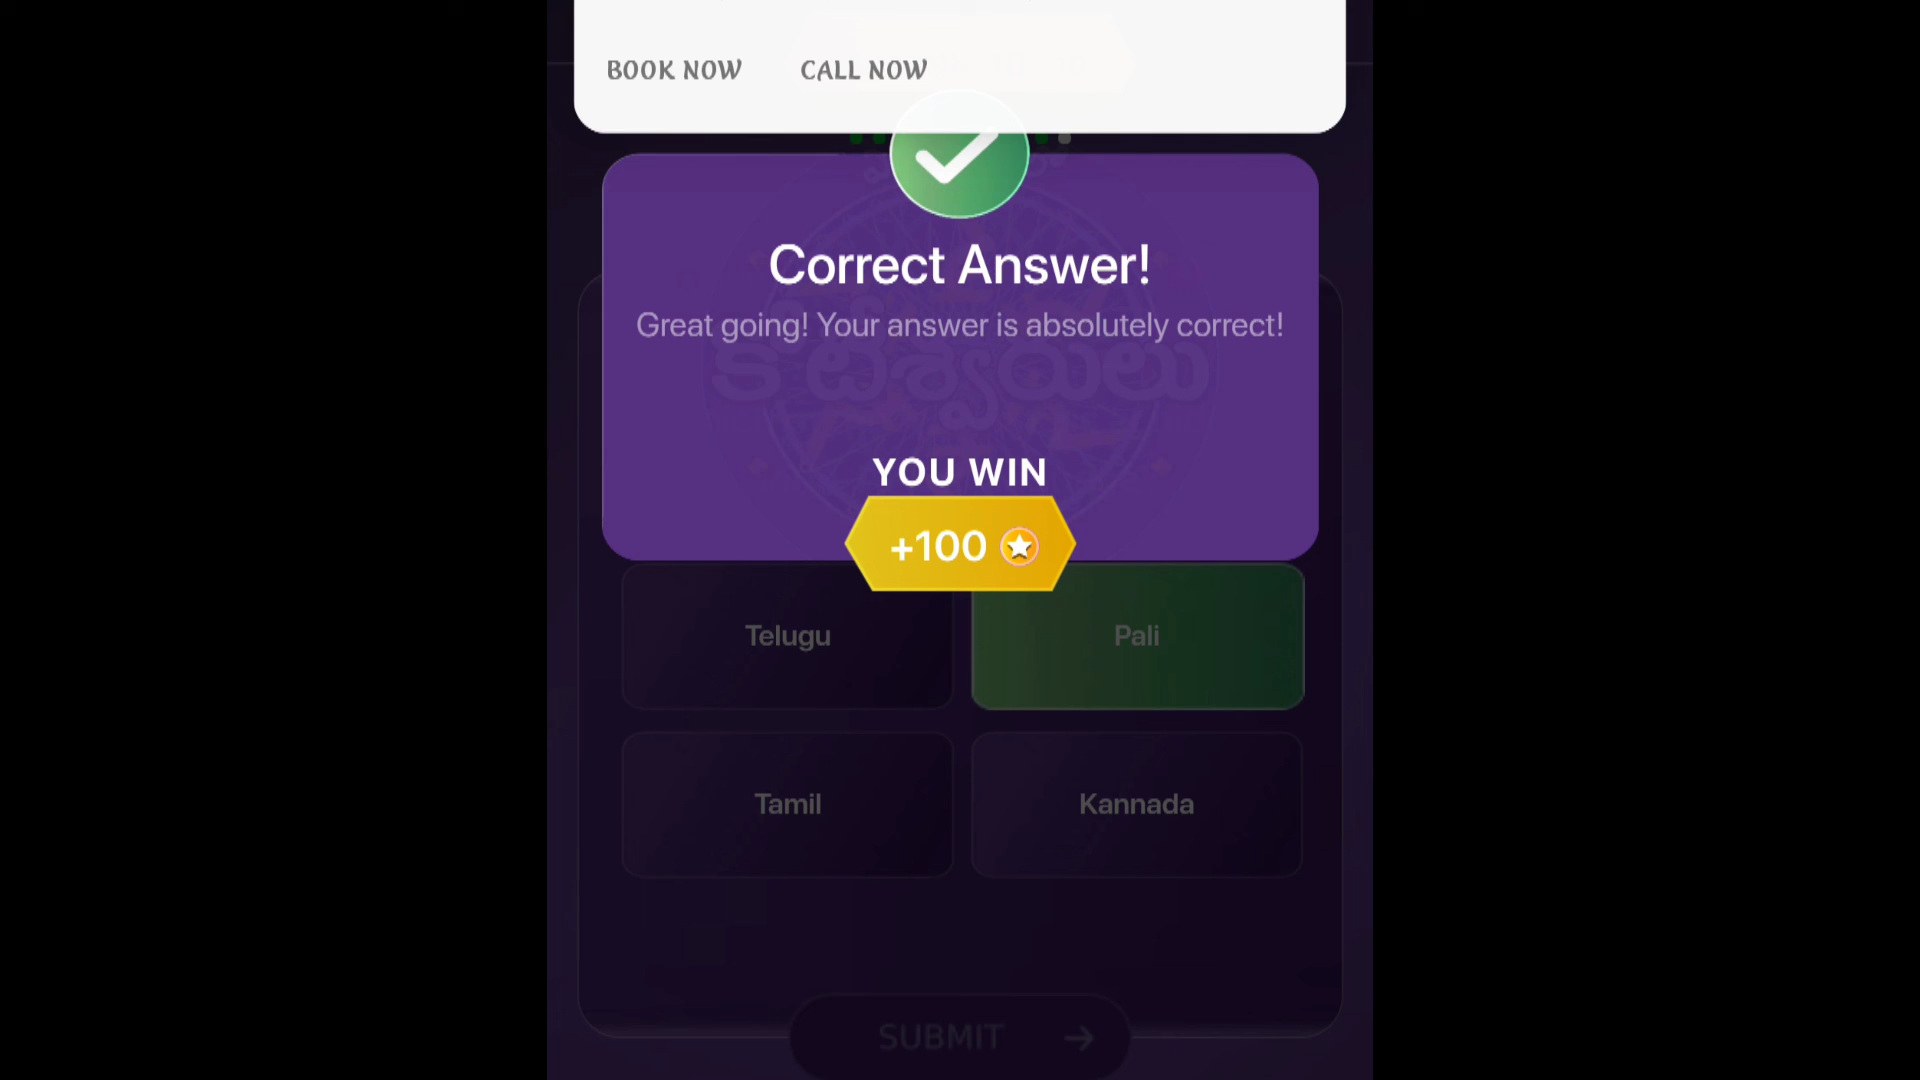 BOOK NOW CALL NOW
Correct Answer!
Great going! Your answer is absolutely correct!
YOU WIN
+100
Telugu
Pali
Tamil
Kannada
SUBMIT